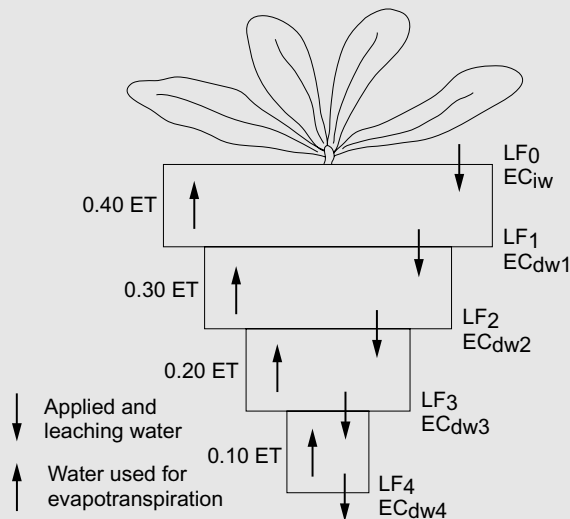 LF0
ECiw
0.40 ET
LF1
ECdw1
0.30 ET
LF2
ECdw2
0.20 ET
LF3
ECdw3
Applied and
leaching water
0.10 ET
Water used for
evapotranspiration
LF4
ECdw4